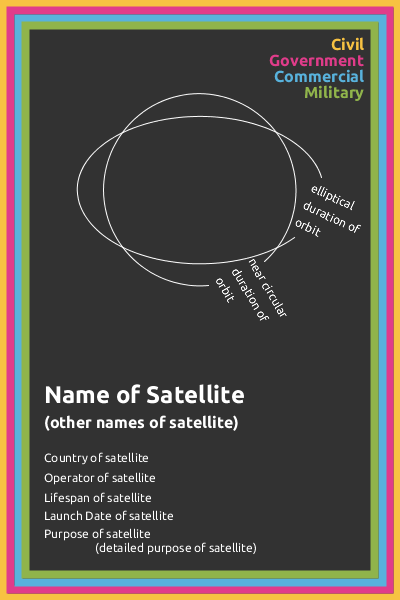 Civil
Government
Commercial
Military
elliptical
duration of
orbit
near circular
duration of
orbit
Name of Satellite
(other names of satellite)
Country of satellite
Operator of satellite
Lifespan of satellite
Launch Date of satellite
Purpose of satellite
(detailed purpose of satellite)